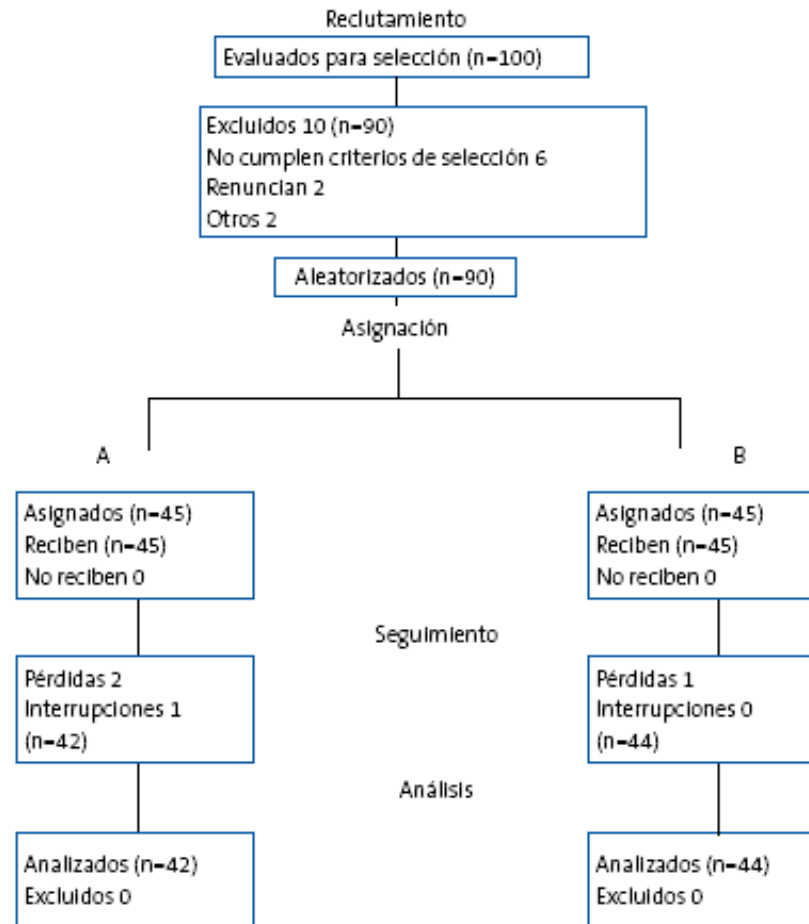 Reclutamiento
Evaluados para selección (n=100)
Excluidos 10 (n=90)
No cumplen criterios de selección 6
Renuncian 2
Otros 2
Aleatorizados (n=90)
Asignación
A
B
Asignados (n=45)
Reciben (n=45)
No reciben 0
Asignados (n=45)
Reciben (n=45)
No reciben 0
Seguimiento
Pérdidas 2
Interrupciones 1
(n=42)
Pérdidas 1
Interrupciones 0
(n=44)
Análisis
Analizados (n=42)
Excluidos 0
Analizados (n=44)
Excluidos 0